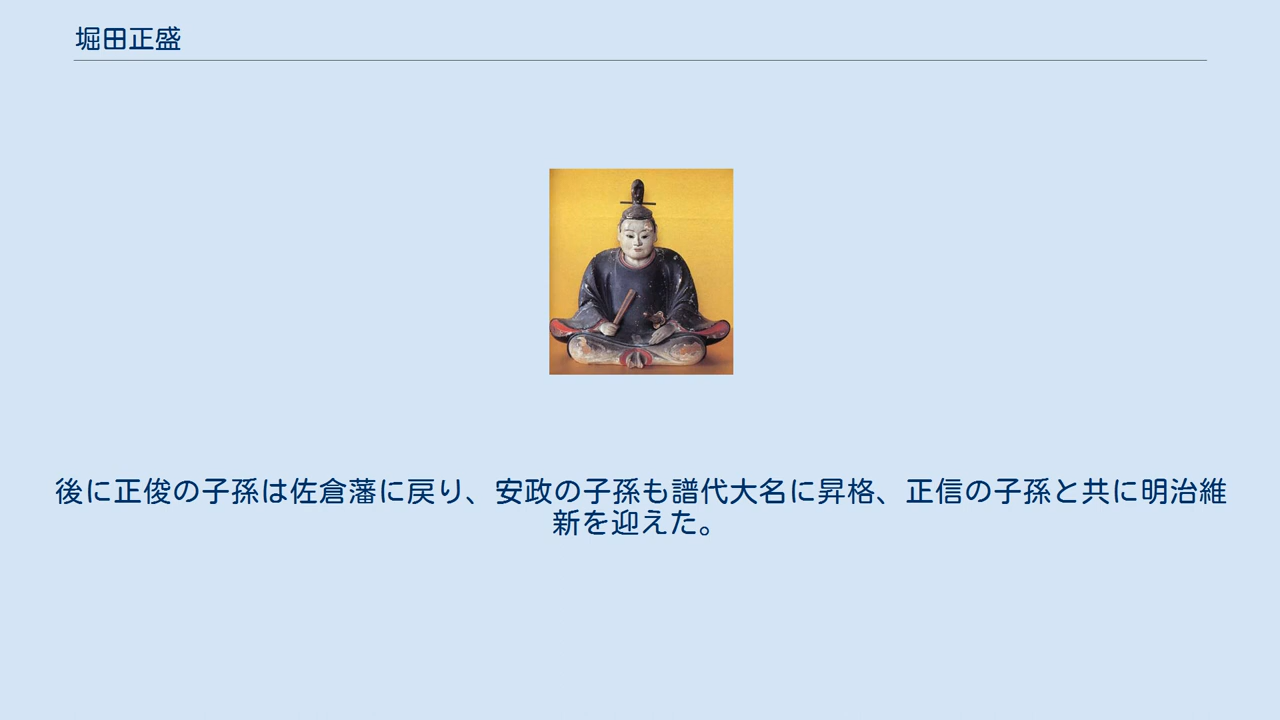 堀田正盛
後に正俊の子孫は佐倉藩に戻り、安政の子孫も譜代大名に昇格、正信の子孫と共に明治維
新を迎えた。